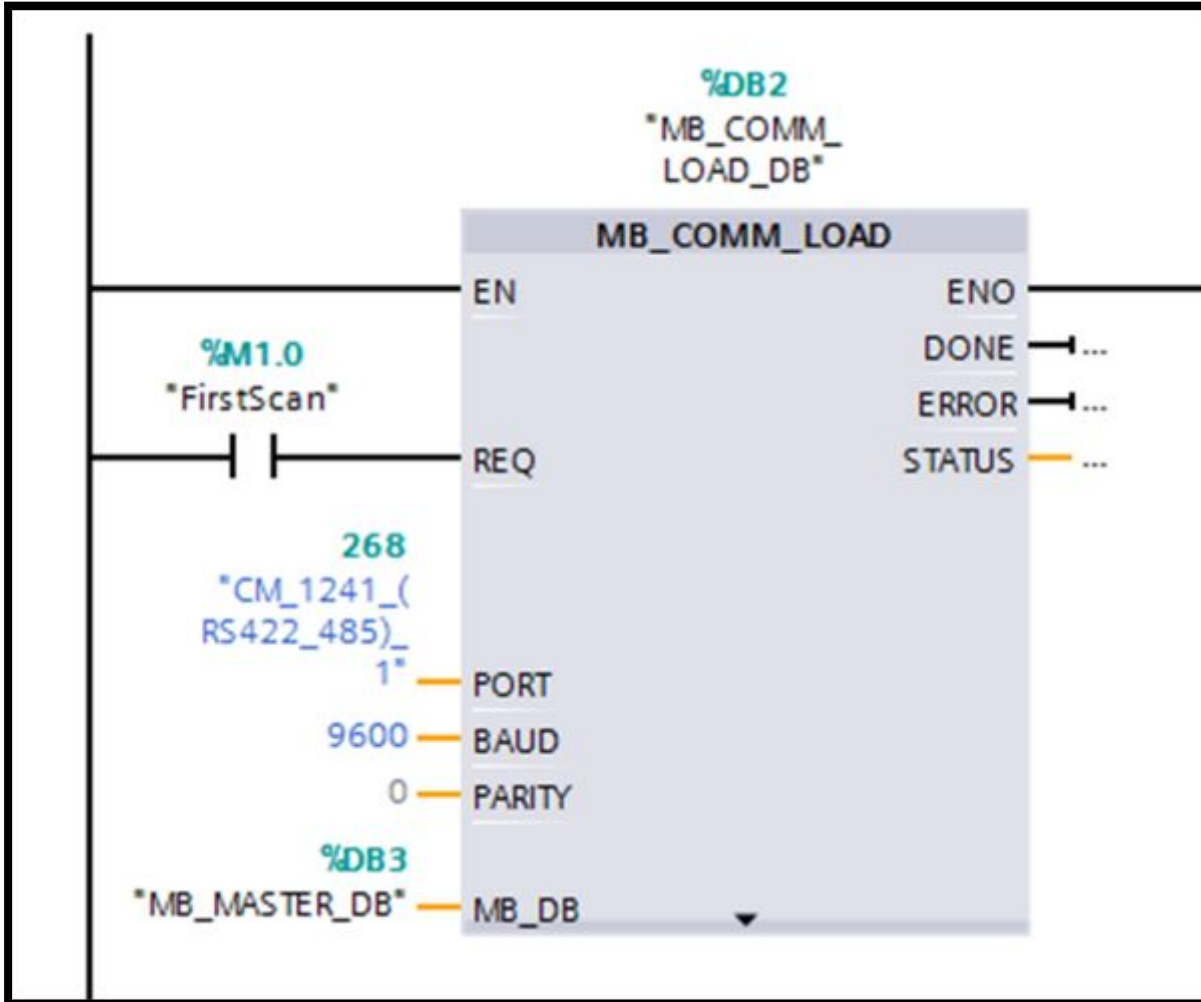 %DB2
"MB_COMM_
LOAD_DB"
MB_COMM_LOAD
EN
ENO
%M1.0
"FirstScan"
DONE
...
ERROR
...
REQ
STATUS
...
268
"CM_1241_(
RS422_485)_
1"
PORT
9600
BAUD
0
PARITY
%DB3
"MB_MASTER_DB"
MB_DB